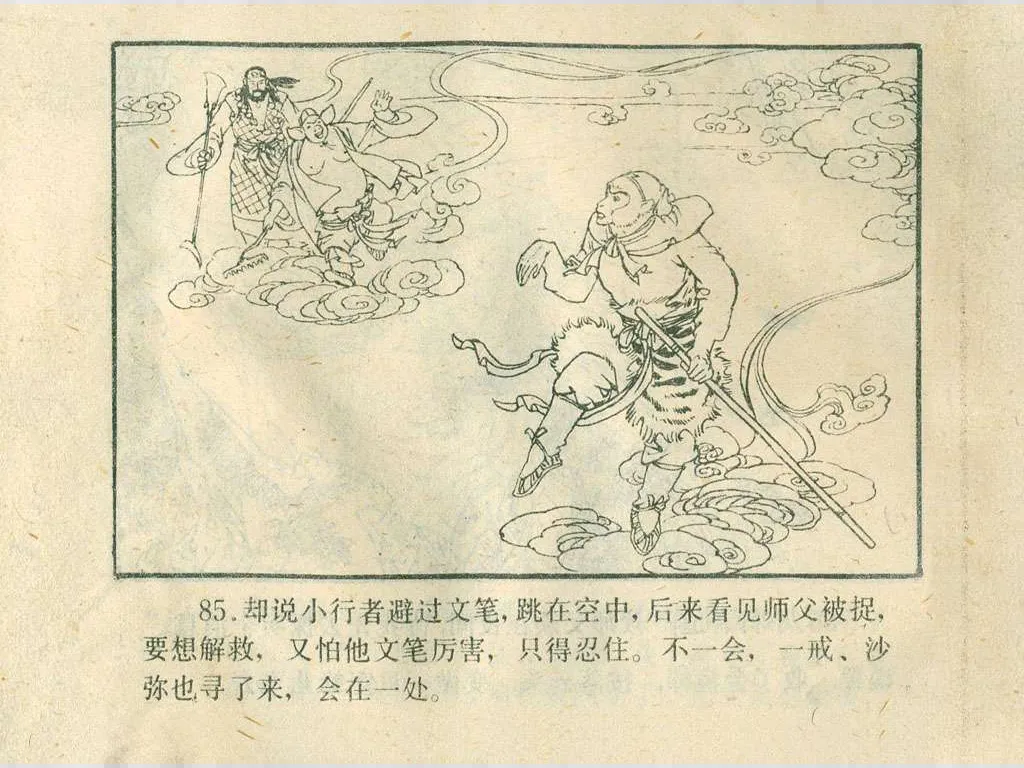 85.却说小行者避过文笔,跳在空中,后来看见师父被捉,
要想解救,又怕他文笔厉害,只得忍住。不一会,一戒、沙
弥也寻了来,会在一处。